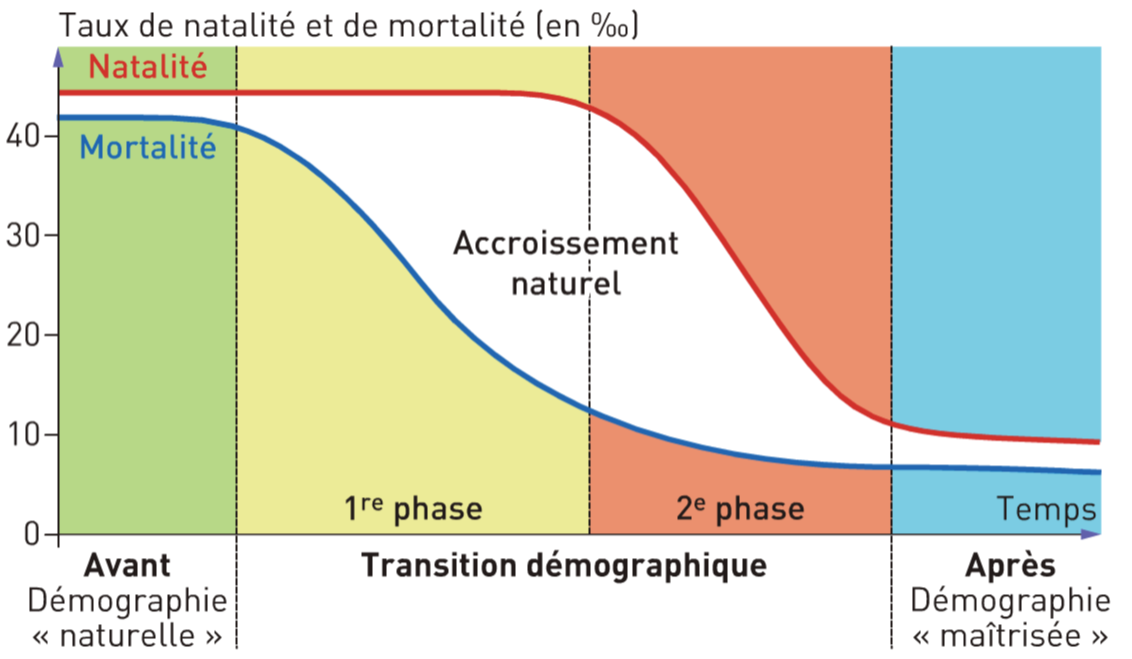 Taux de natalité et de mortalité (en ‰)
Natalité
Mortalité
40
30
20
10
0
Accroissement
naturel
1re phase
2e phase
Temps
Avant
Démographie
« naturelle »
Transition démographique
Après
Démographie
« maîtrisée »